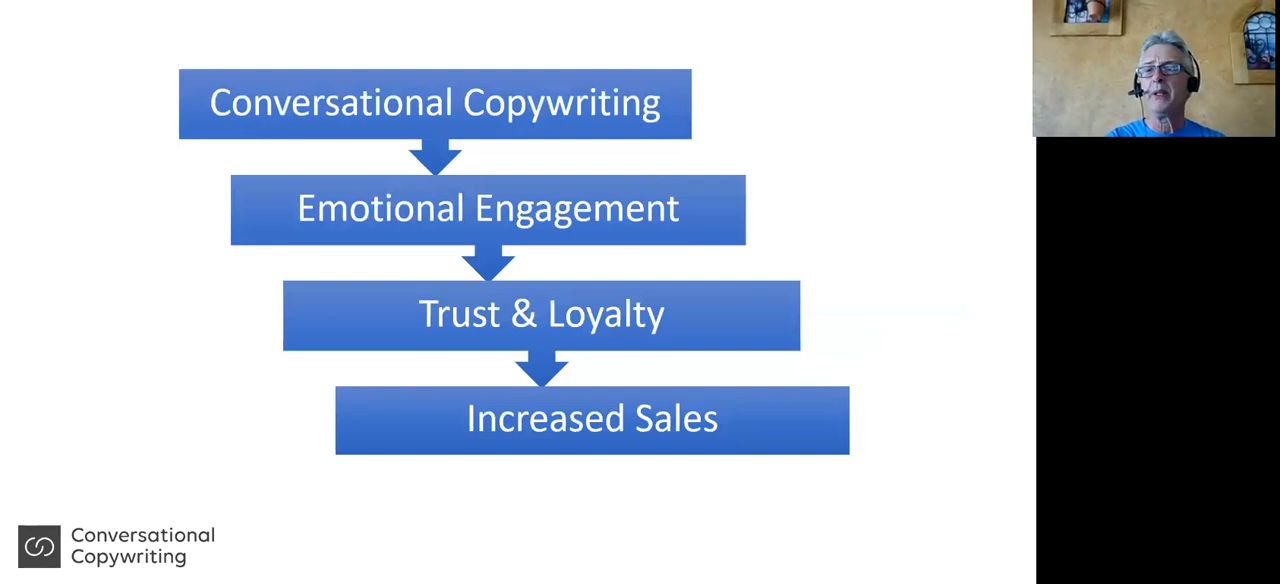 Conversational Copywriting
Emotional Engagement
Trust & Loyalty
Increased Sales
Conversational
Copywriting